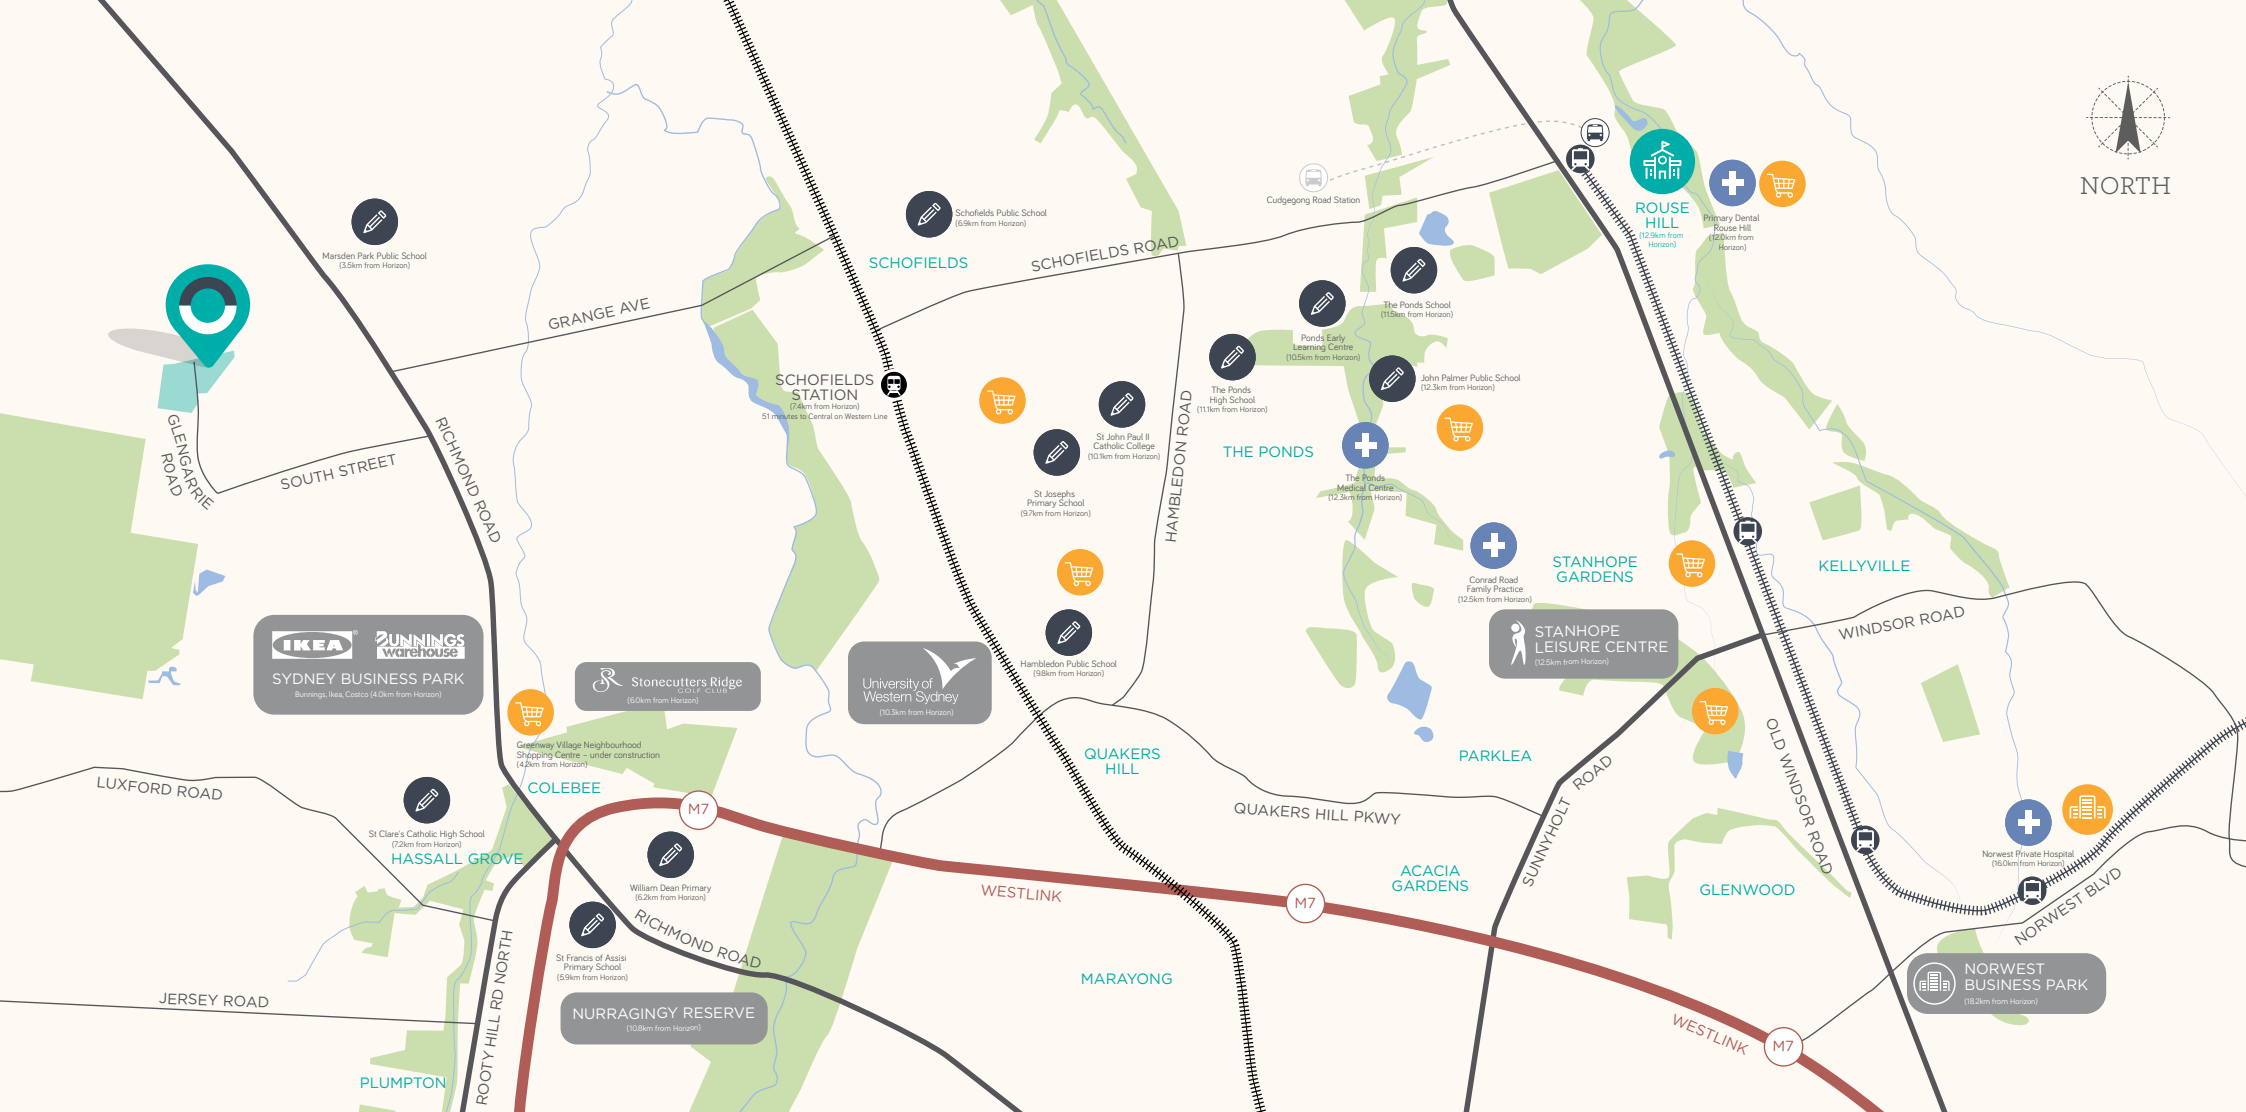 NORTH
Marsden Park Public School
(3.5km from Horizon)
Schofields Public School
(6.9km from Horizon)
SCHOFIELDS
SCHOFIELDS ROAD
Cudgegong Road Station
ROUSE
HILL
(12.9km from
Horizon)
Primary Dental
Rouse Hill
(12.0km from
Horizon)
GRANGE AVE
The Ponds School
(11.5km from Horizon)
Ponds Early
Learning Centre
(10.5km from Horizon)
SCHOFIELDS
STATION
(7.4km from Horizon)
51 minutes to Central on Western Line
The Ponds
High School
(11.1km from Horizon)
John Palmer Public School
(12.3km from Horizon)
GLENGARRIE
ROAD
SOUTH STREET
RICHMOND ROAD
St John Paul II
Catholic College
(10.1km from Horizon)
HAMBLEDON ROAD
THE PONDS
The Ponds
Medical Centre
(12.3km from Horizon)
St Josephs
Primary School
(9.7km from Horizon)
Conrad Road
Family Practice
(12.5km from Horizon)
STANHOPE
GARDENS
KELLYVILLE
WINDSOR ROAD
IKEA
®
BUNNINGS
warehouse
SYDNEY BUSINESS PARK
Bunnings, Ikea, Costco (4.0km from Horizon)
Stonecutters Ridge
GOLF CLUB
(6.0km from Horizon)
University of
Western Sydney
(10.3km from Horizon)
Hambledon Public School
(9.8km from Horizon)
STANHOPE
LEISURE CENTRE
(12.5km from Horizon)
Greenway Village Neighbourhood
Shopping Centre – under construction
(4.2km from Horizon)
COLEBEE
LUXFORD ROAD
QUAKERS
HILL
PARKLEA
SUNNYHOLT ROAD
OLD WINDSOR ROAD
QUAKERS HILL PKWY
M7
St Clare's Catholic High School
(7.2km from Horizon)
HASSALL GROVE
William Dean Primary
(6.2km from Horizon)
WESTLINK
M7
ACACIA
GARDENS
GLENWOOD
Norwest Private Hospital
(16.0km from Horizon)
NORWEST BLVD
RICHMOND ROAD
St Francis of Assisi
Primary School
(5.9km from Horizon)
MARAYONG
NORWEST
BUSINESS PARK
(18.2km from Horizon)
JERSEY ROAD
ROOTY HILL RD NORTH
NURRAGINGY RESERVE
(10.8km from Horizon)
WESTLINK
M7
PLUMPTON